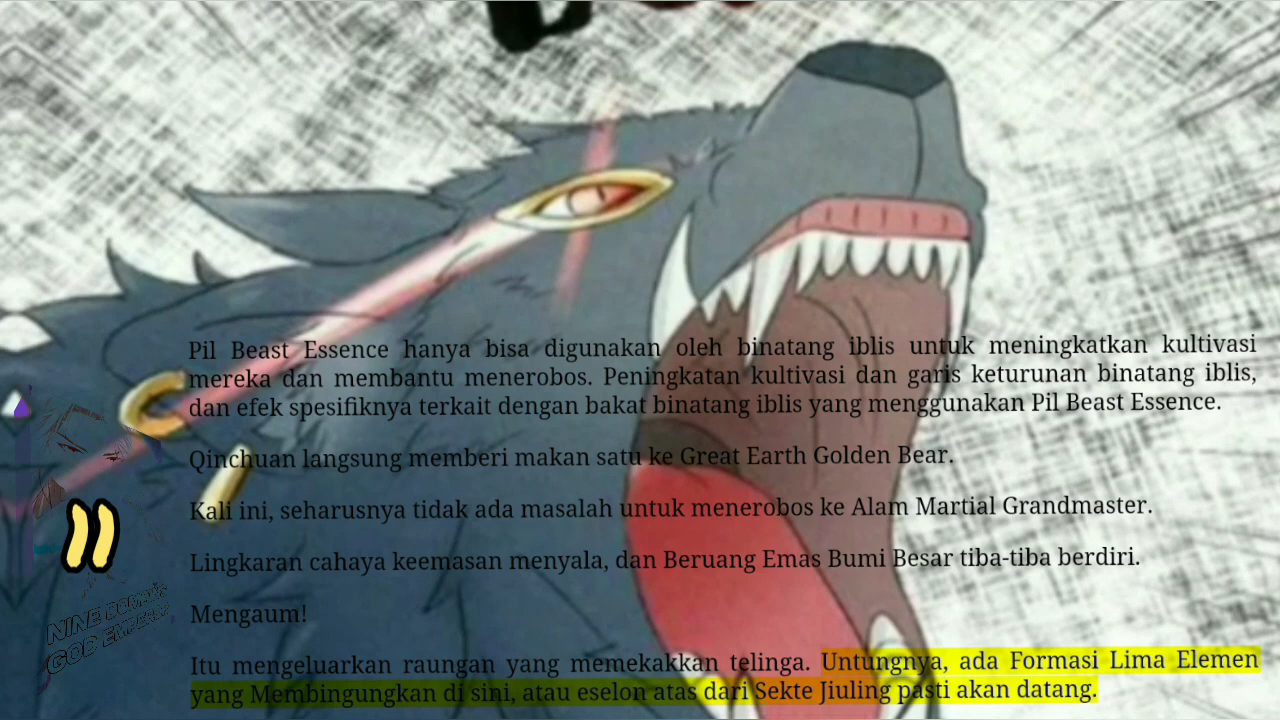 Pil Beast Essence hanya bisa digunakan oleh binatang iblis untuk meningkatkan kultivasi
mereka dan membantu menerobos. Peningkatan kultivasi dan garis keturunan binatang iblis,
dan efek spesifiknya terkait dengan bakat binatang iblis yang menggunakan Pil Beast Essence.
Qinchuan langsung memberi makan satu ke Great Earth Golden Bear.
Kali ini, seharusnya tidak ada masalah untuk menerobos ke Alam Martial Grandmaster.
Lingkaran cahaya keemasan menyala, dan Beruang Emas Bumi Besar tiba-tiba berdiri.
Mengaum!
Itu mengeluarkan raungan yang memekakkan telinga. Untungnya, ada Formasi Lima Elemen
yang Membingungkan di sini, atau eselon atas dari Sekte Jiuling pasti akan datang.
NINE
GOD EMPEROR